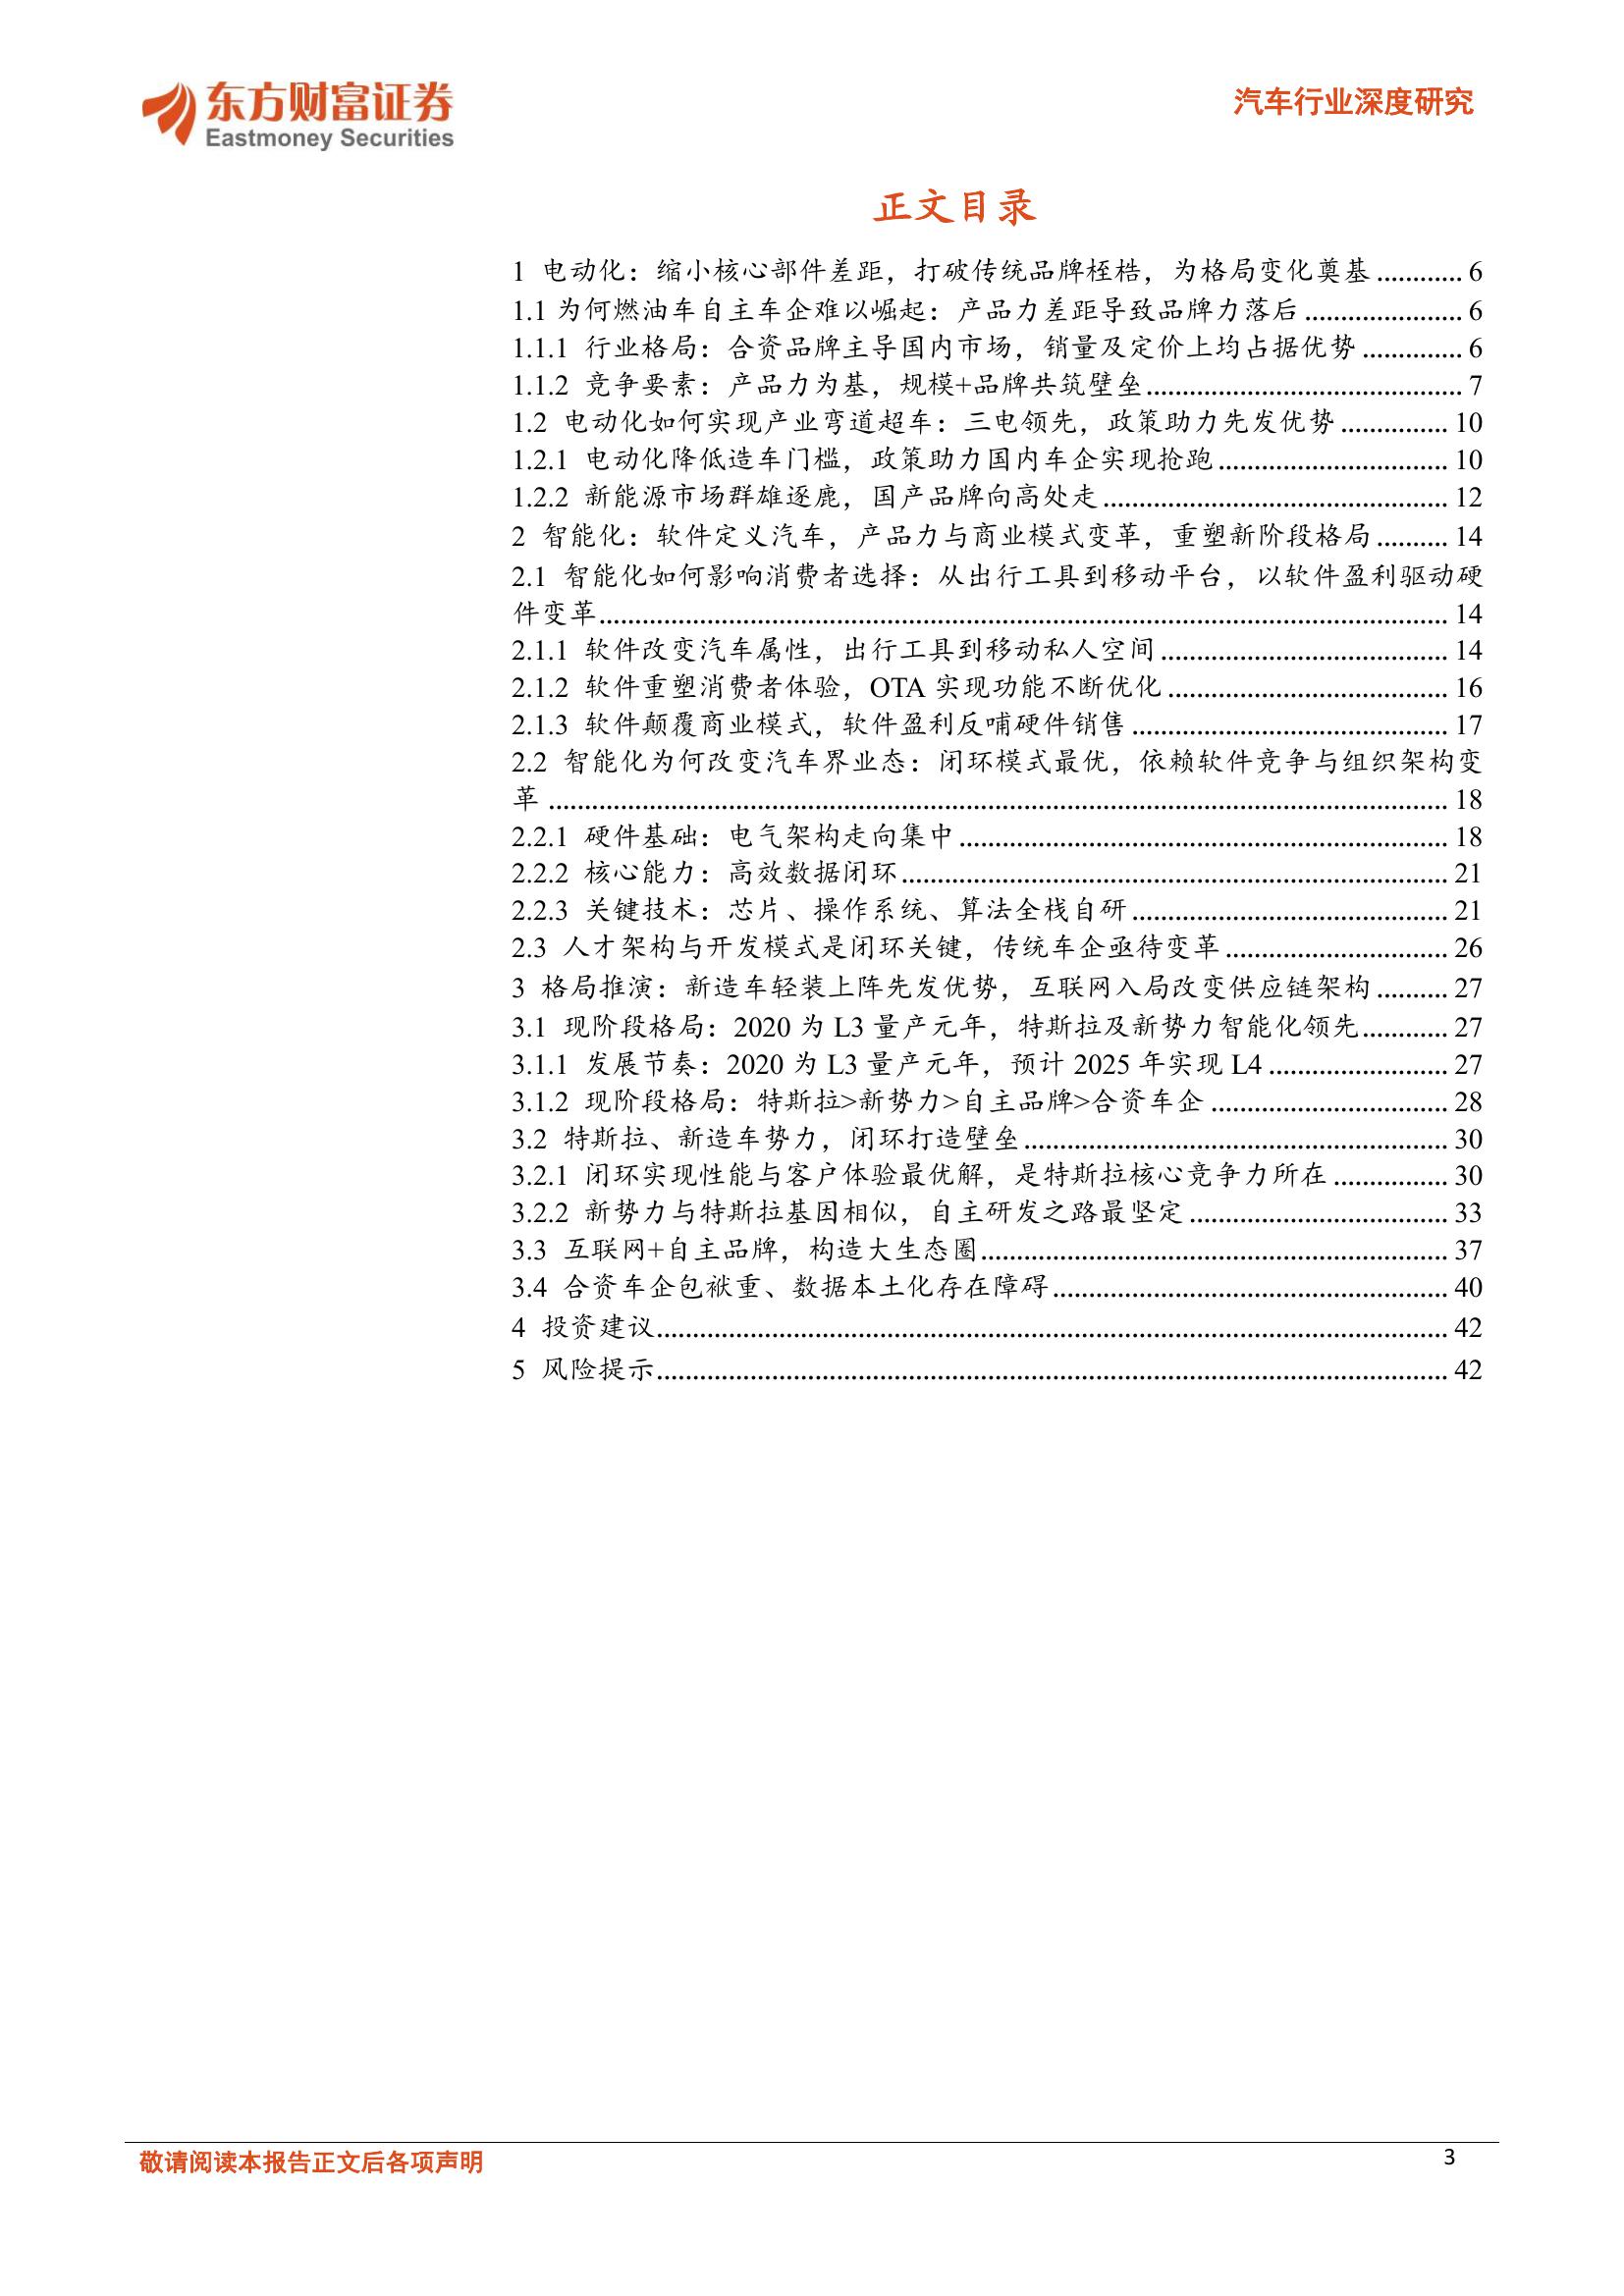 东方财富证券
Eastmoney Securities
汽车行业深度研究
正文目录
1 电动化：缩小核心部件差距，打破传统品牌桎梏，为格局变化奠基............ 6
1.1 为何燃油车自主车企难以崛起：产品力差距导致品牌力落后...................... 6
1.1.1 行业格局：合资品牌主导国内市场，销量及定价上均占据优势.............. 6
1.1.2 竞争要素：产品力为基，规模+品牌共筑壁垒............................................ 7
1.2 电动化如何实现产业弯道超车：三电领先，政策助力先发优势............... 10
1.2.1 电动化降低造车门槛，政策助力国内车企实现抢跑................................ 10
1.2.2 新能源市场群雄逐鹿，国产品牌向高处走................................................ 12
2 智能化：软件定义汽车，产品力与商业模式变革，重塑新阶段格局.......... 14
2.1 智能化如何影响消费者选择：从出行工具到移动平台，以软件盈利驱动硬
件变革...................................................................................................................... 14
2.1.1 软件改变汽车属性，出行工具到移动私人空间........................................ 14
2.1.2 软件重塑消费者体验，OTA 实现功能不断优化....................................... 16
2.1.3 软件颠覆商业模式，软件盈利反哺硬件销售............................................ 17
2.2 智能化为何改变汽车界业态：闭环模式最优，依赖软件竞争与组织架构变
革............................................................................................................................. 18
2.2.1 硬件基础：电气架构走向集中.................................................................... 18
2.2.2 核心能力：高效数据闭环............................................................................ 21
2.2.3 关键技术：芯片、操作系统、算法全栈自研............................................ 21
2.3 人才架构与开发模式是闭环关键，传统车企亟待变革............................... 26
3 格局推演：新造车轻装上阵先发优势，互联网入局改变供应链架构.......... 27
3.1 现阶段格局：2020 为 L3 量产元年，特斯拉及新势力智能化领先............ 27
3.1.1 发展节奏：2020 为 L3 量产元年，预计 2025 年实现 L4......................... 27
3.1.2 现阶段格局：特斯拉>新势力>自主品牌>合资车企................................. 28
3.2 特斯拉、新造车势力，闭环打造壁垒........................................................... 30
3.2.1 闭环实现性能与客户体验最优解，是特斯拉核心竞争力所在................ 30
3.2.2 新势力与特斯拉基因相似，自主研发之路最坚定.................................... 33
3.3 互联网+自主品牌，构造大生态圈................................................................. 37
3.4 合资车企包袱重、数据本土化存在障碍....................................................... 40
4 投资建议.............................................................................................................. 42
5 风险提示.............................................................................................................. 42
敬请阅读本报告正文后各项声明
3